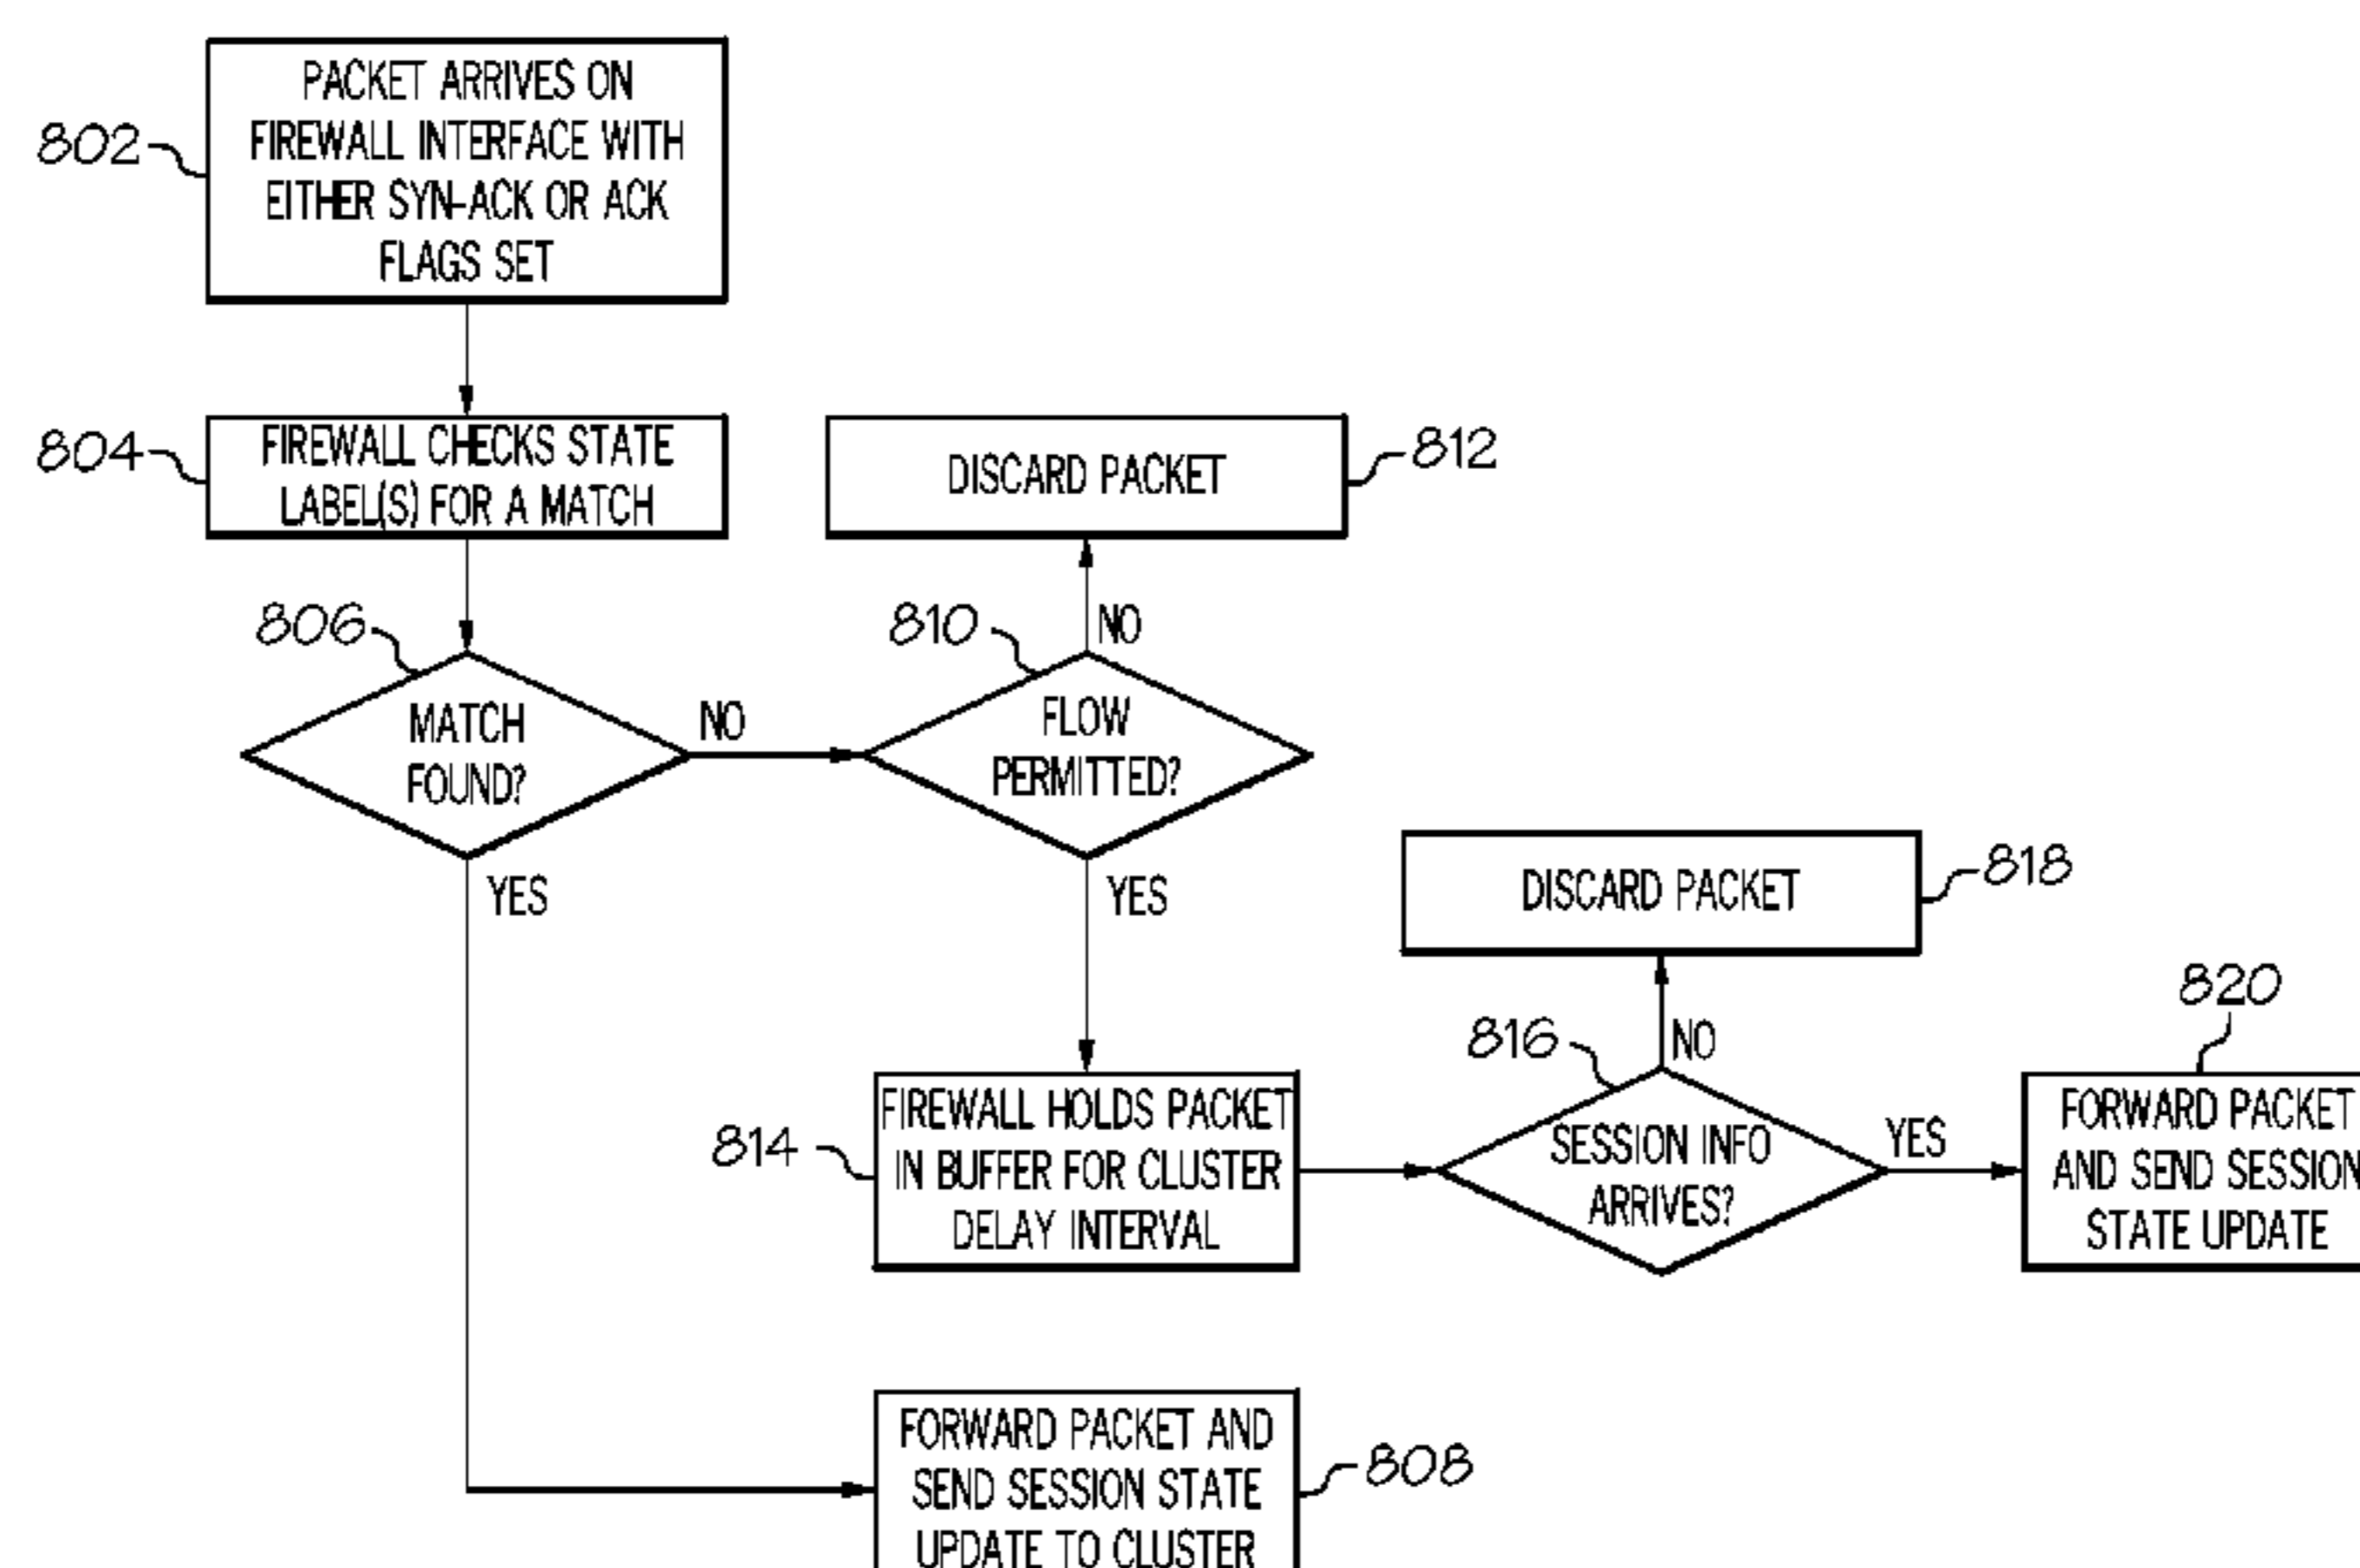 PACKET ARRIVES ON
FIREWALL INTERFACE WITH
EITHER SYN-ACK OR ACK
FLAGS SET
802
FIREWALL CHECKS STATE
LABEL(S) FOR A MATCH
804
DISCARD PACKET
812
806
MATCH
FOUND?
NO
YES
810
FLOW
PERMITTED?
NO
YES
DISCARD PACKET
818
814
FIREWALL HOLDS PACKET
IN BUFFER FOR CLUSTER
DELAY INTERVAL
816
SESSION INFO
ARRIVES?
NO
YES
820
FORWARD PACKET
AND SEND SESSION
STATE UPDATE
FORWARD PACKET AND
SEND SESSION STATE
UPDATE TO CLUSTER
808